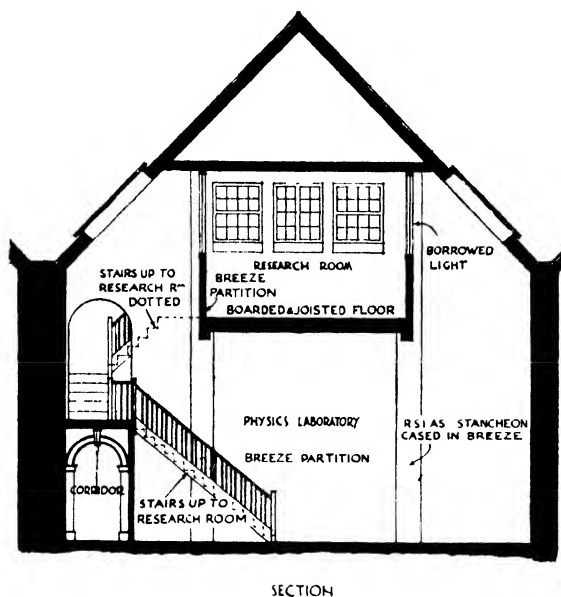 STAIRS UP TO
RESEARCH Rᵐ
DOTTED
BREEZE
PARTITION
RESEARCH ROOM
BOARDED & JOISTED FLOOR
BORROWED
LIGHT
PHYSICS LABORATORY
BREEZE PARTITION
RSJ AS STANCHEON
CASED IN BREEZE
CORRIDOR
STAIRS UP TO
RESEARCH ROOM
SECTION